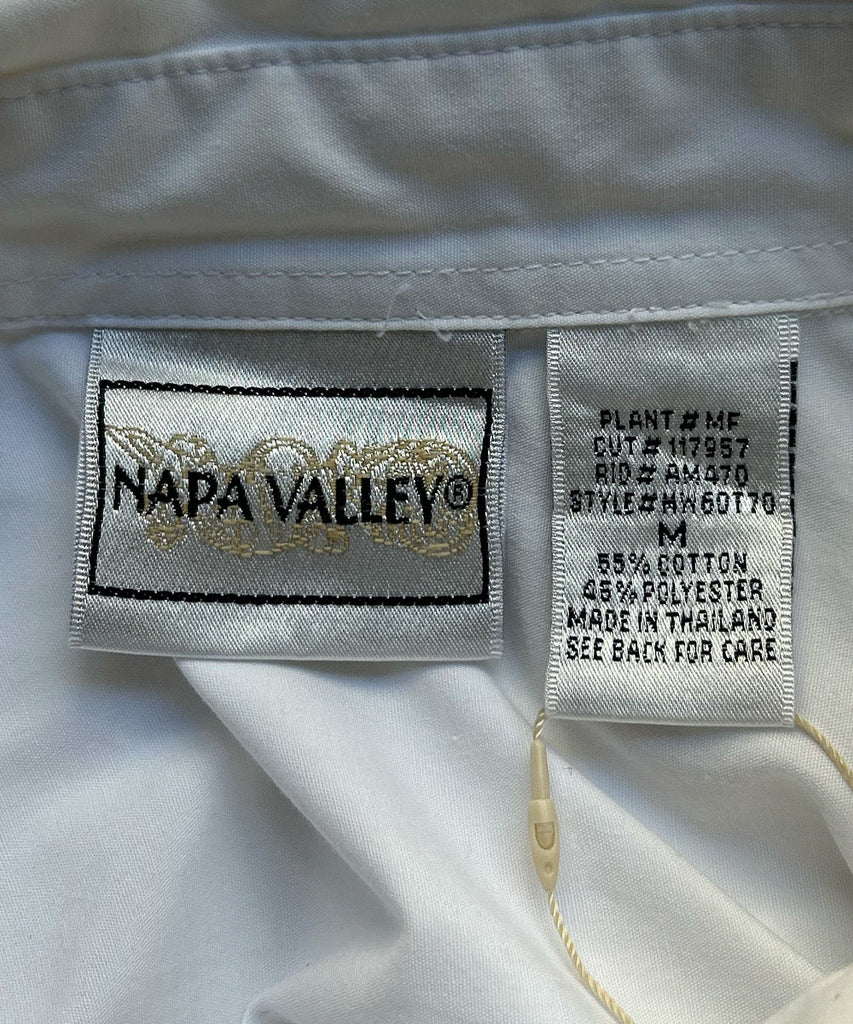 NAPA VALLEY®
PLANT # MF
CUT # 117957
RID # AM470
STYLE # HW60T70
M
55% COTTON
45% POLYESTER
MADE IN THAILAND
SEE BACK FOR CARE